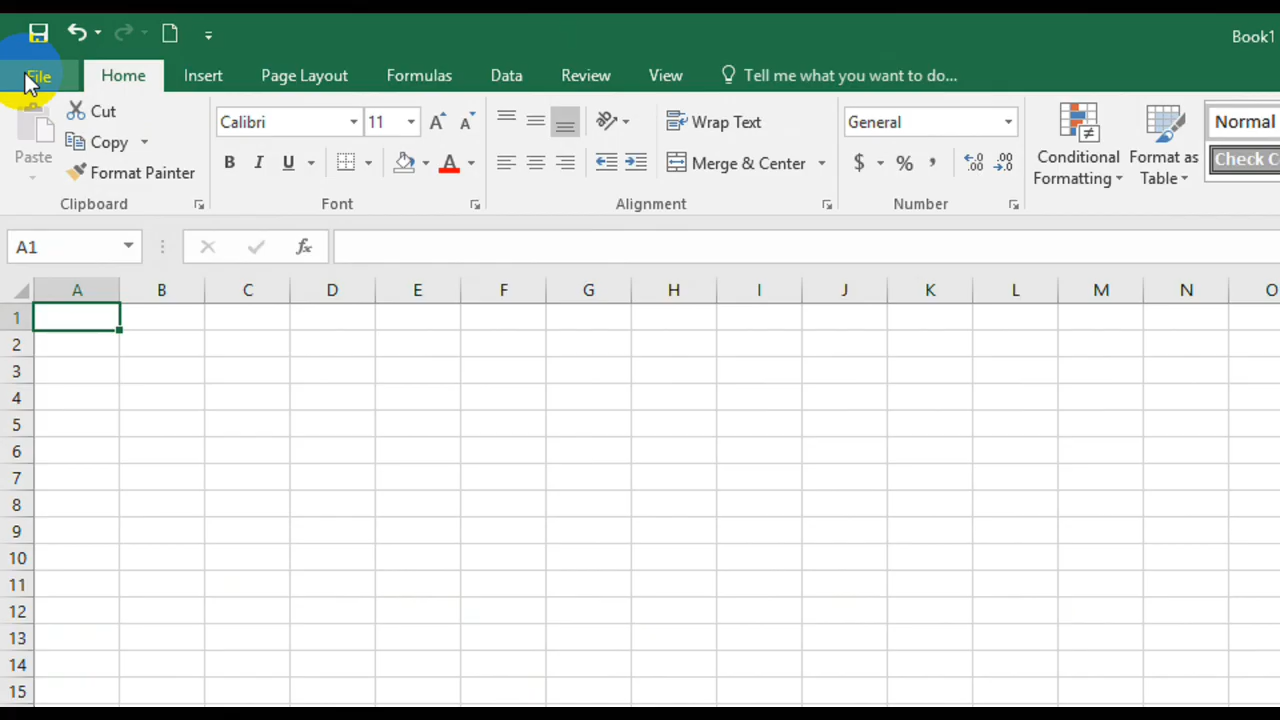 Book1
File Home Insert Page Layout Formulas Data Review View Tell me what you want to do...
Cut
Copy
Paste
Format Painter
Clipboard
Calibri 11
B I U A
Font
Wrap Text
Merge & Center
Alignment
General
$ % ,
Number
Conditional
Formatting
Format as
Table
Normal
Check C
A1 fx
A B C D E F G H I J K L M N O
1
2
3
4
5
6
7
8
9
10
11
12
13
14
15